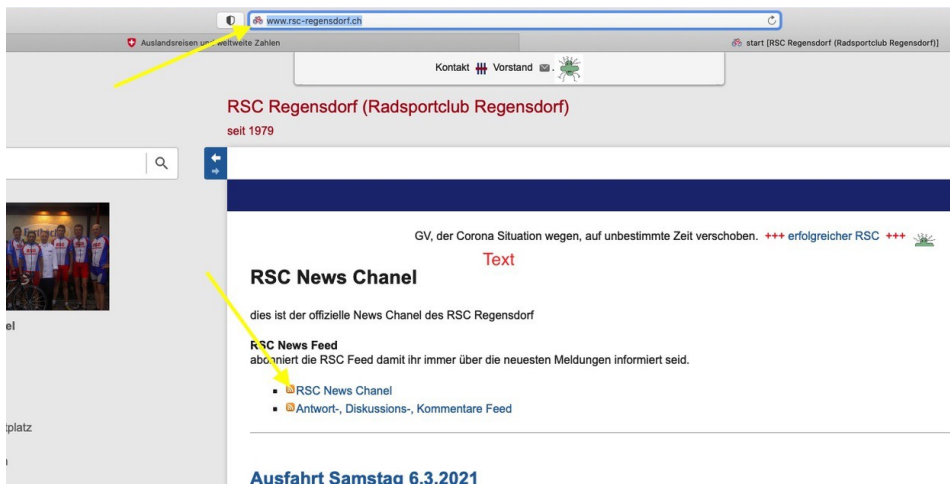 www.rsc-regensdorf.ch
Auslandsreisen und weltweite Zahlen
start [RSC Regensdorf (Radsportclub Regensdorf)]
Kontakt Vorstand .
RSC Regensdorf (Radsportclub Regensdorf)
seit 1979
GV, der Corona Situation wegen, auf unbestimmte Zeit verschoben. +++ erfolgreicher RSC +++
Text
RSC News Chanel
dies ist der offizielle News Chanel des RSC Regensdorf
el
RSC News Feed
abonniert die RSC Feed damit ihr immer über die neuesten Meldungen informiert seid.
▪ RSC News Chanel
▪ Antwort-, Diskussions-, Kommentare Feed
tplatz
Ausfahrt Samstag 6.3.2021